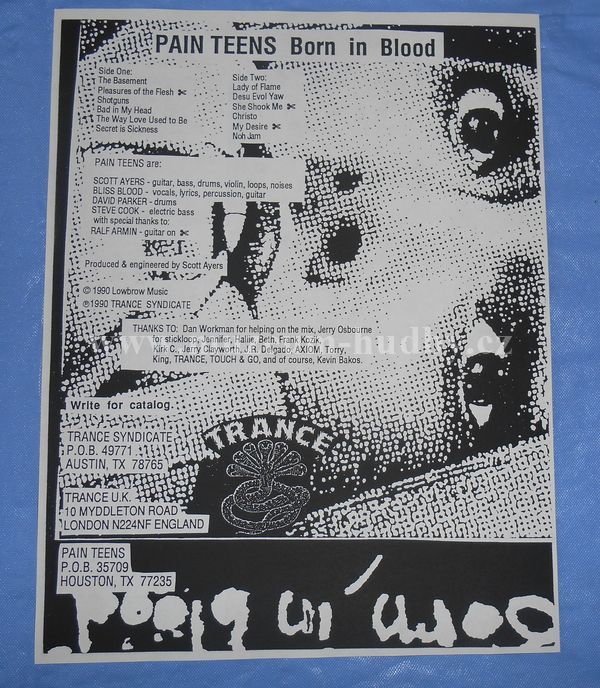 PAIN TEENS Born in Blood
Side One:
The Basement
Pleasures of the Flesh ✄
Shotguns
Bad in My Head
The Way Love Used to Be
Secret is Sickness
Side Two:
Lady of Flame
Desu Evol Yaw
She Shook Me ✄
Christo
My Desire ✄
Noh Jam
PAIN TEENS are:
SCOTT AYERS - guitar, bass, drums, violin, loops, noises
BLISS BLOOD - vocals, lyrics, percussion, guitar
DAVID PARKER - drums
STEVE COOK - electric bass
with special thanks to:
RALF ARMIN - guitar on ✄
Produced & engineered by Scott Ayers
© 1990 Lowbrow Music
℗1990 TRANCE SYNDICATE
THANKS TO: Dan Workman for helping on the mix, Jerry Osbourne
for stickloop, Jennifer, Hallie, Beth, Frank Kozik,
Kirk C., Jerry Clayworth, J.R. Delgado, AXIOM, Torry,
King, TRANCE, TOUCH & GO, and of course, Kevin Bakos.
Write for catalog.
TRANCE
TRANCE SYNDICATE
P.O.B. 49771
AUSTIN, TX 78765
TRANCE U.K.
10 MYDDLETON ROAD
LONDON N224NF ENGLAND
PAIN TEENS
P.O.B. 35709
HOUSTON, TX 77235
Born in Blood